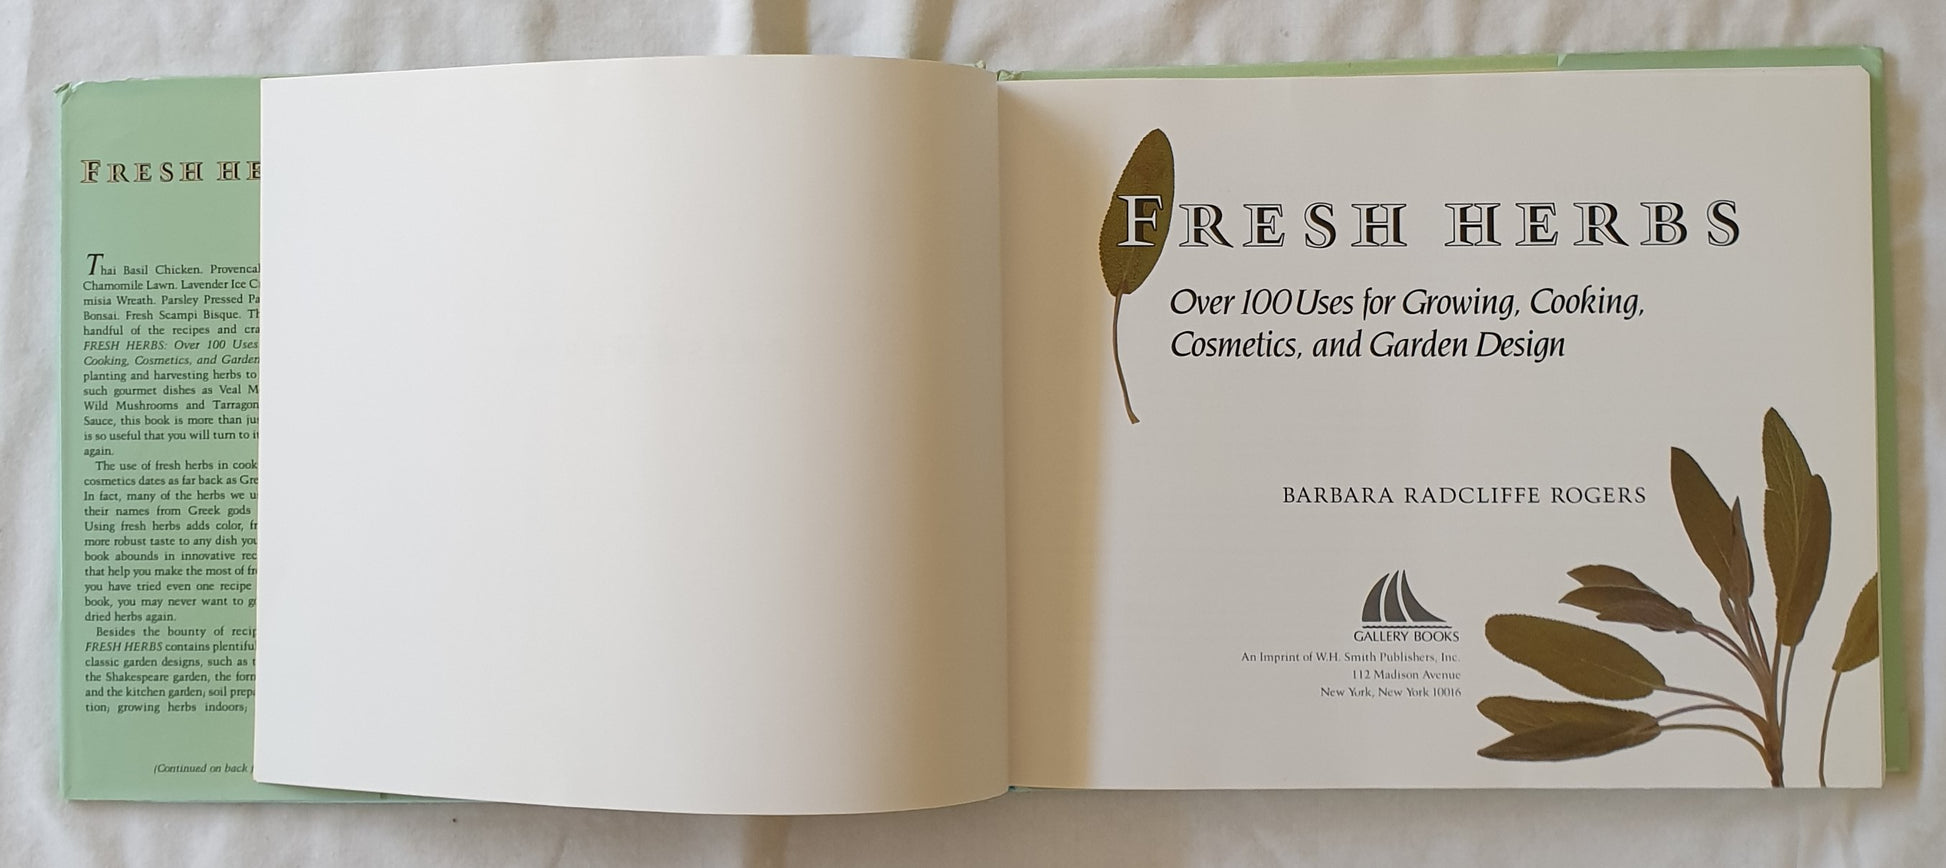 FRESH HE
Thai Basil Chicken. Provencal
Chamomile Lawn. Lavender Ice C
misia Wreath. Parsley Pressed Pa
Bonsai. Fresh Scampi Bisque. Th
handful of the recipes and cra
FRESH HERBS: Over 100 Uses
Cooking, Cosmetics, and Garden
planting and harvesting herbs to
such gourmet dishes as Veal M
Wild Mushrooms and Tarragon
Sauce, this book is more than ju
is so useful that you will turn to it
again.
The use of fresh herbs in cook
cosmetics dates as far back as Gre
In fact, many of the herbs we u
their names from Greek gods
Using fresh herbs adds color, fr
more robust taste to any dish you
book abounds in innovative rec
that help you make the most of fr
you have tried even one recipe
book, you may never want to g
dried herbs again.
Besides the bounty of recip
FRESH HERBS contains plentiful
classic garden designs, such as t
the Shakespeare garden, the form
and the kitchen garden; soil prep
tion; growing herbs indoors;
(Continued on back
FRESH HERBS
Over 100 Uses for Growing, Cooking,
Cosmetics, and Garden Design
BARBARA RADCLIFFE ROGERS
GALLERY BOOKS
An Imprint of W.H. Smith Publishers, Inc.
112 Madison Avenue
New York, New York 10016